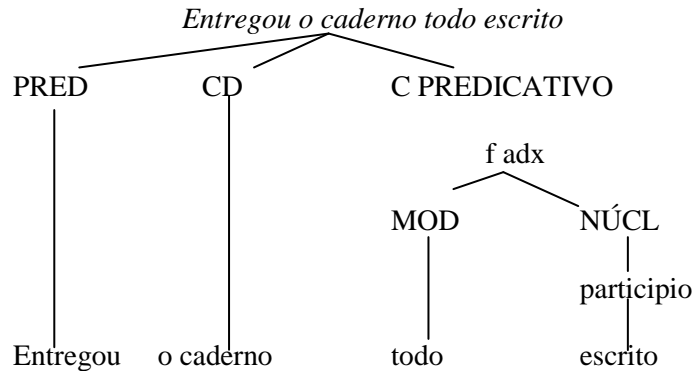 Entregou o caderno todo escrito
PRED CD C PREDICATIVO
f adx
MOD NÚCL
participio
Entregou o caderno todo escrito